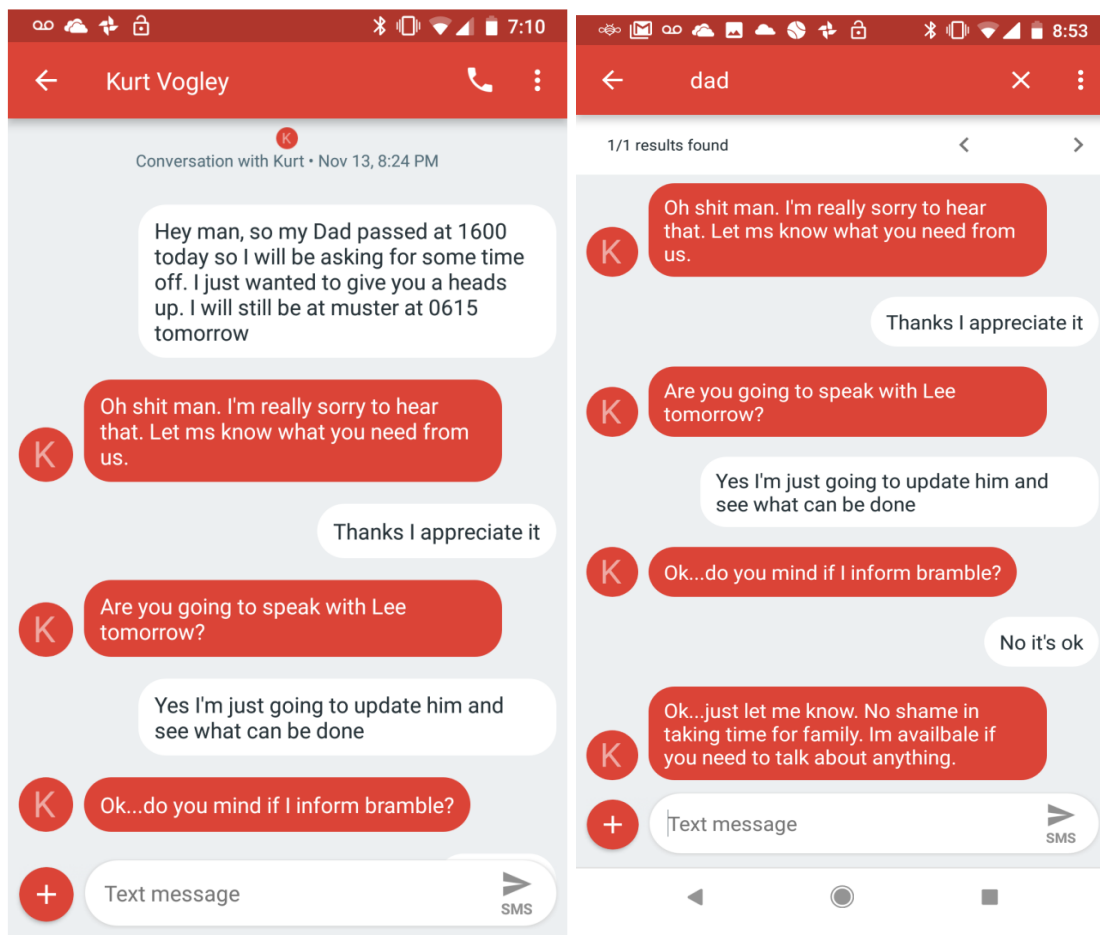 7:10
Kurt Vogley
K
Conversation with Kurt • Nov 13, 8:24 PM
Hey man, so my Dad passed at 1600
today so I will be asking for some time
off. I just wanted to give you a heads
up. I will still be at muster at 0615
tomorrow
Oh shit man. I'm really sorry to hear
that. Let ms know what you need from
us.
K
Thanks I appreciate it
Are you going to speak with Lee
tomorrow?
K
Yes I'm just going to update him and
see what can be done
K
Ok...do you mind if I inform bramble?
Text message
SMS
8:53
dad
1/1 results found
Oh shit man. I'm really sorry to hear
that. Let ms know what you need from
us.
K
Thanks I appreciate it
Are you going to speak with Lee
tomorrow?
K
Yes I'm just going to update him and
see what can be done
K
Ok...do you mind if I inform bramble?
No it's ok
Ok...just let me know. No shame in
taking time for family. Im availbale if
you need to talk about anything.
K
Text message
SMS